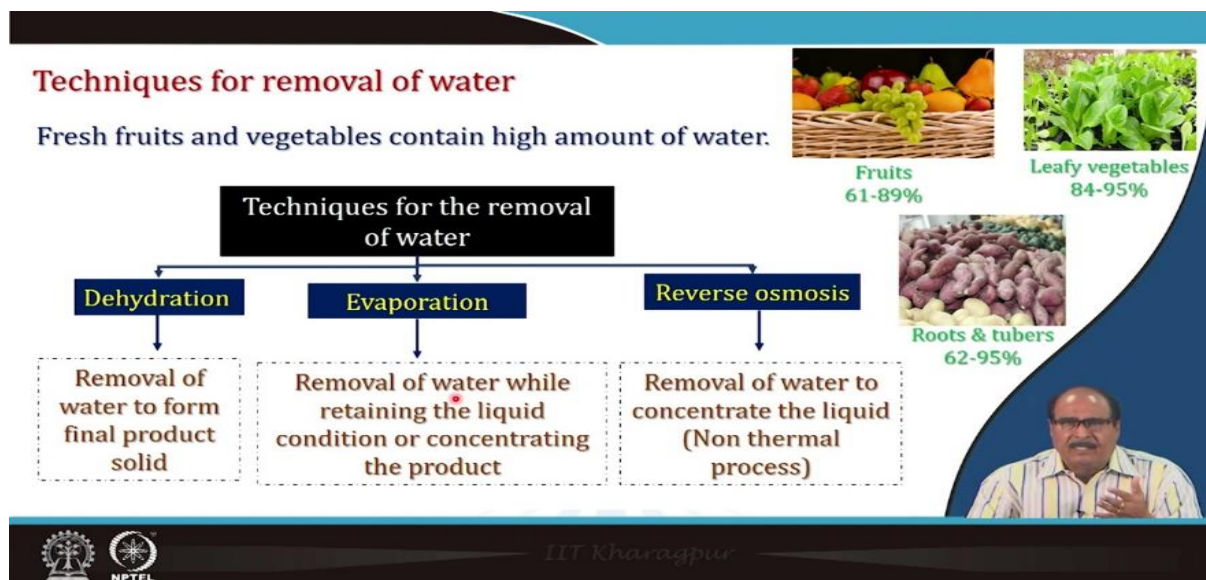 Techniques for removal of water
Fresh fruits and vegetables contain high amount of water.
Fruits
61-89%
Leafy vegetables
84-95%
Roots & tubers
62-95%
Techniques for the removal
of water
Dehydration
Evaporation
Reverse osmosis
Removal of
water to form
final product
solid
Removal of water while
retaining the liquid
condition or concentrating
the product
Removal of water to
concentrate the liquid
(Non thermal
process)
IIT Kharagpur
NPTEL